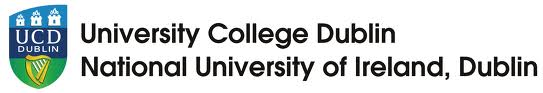 UCD
DUBLIN
University College Dublin
National University of Ireland, Dublin